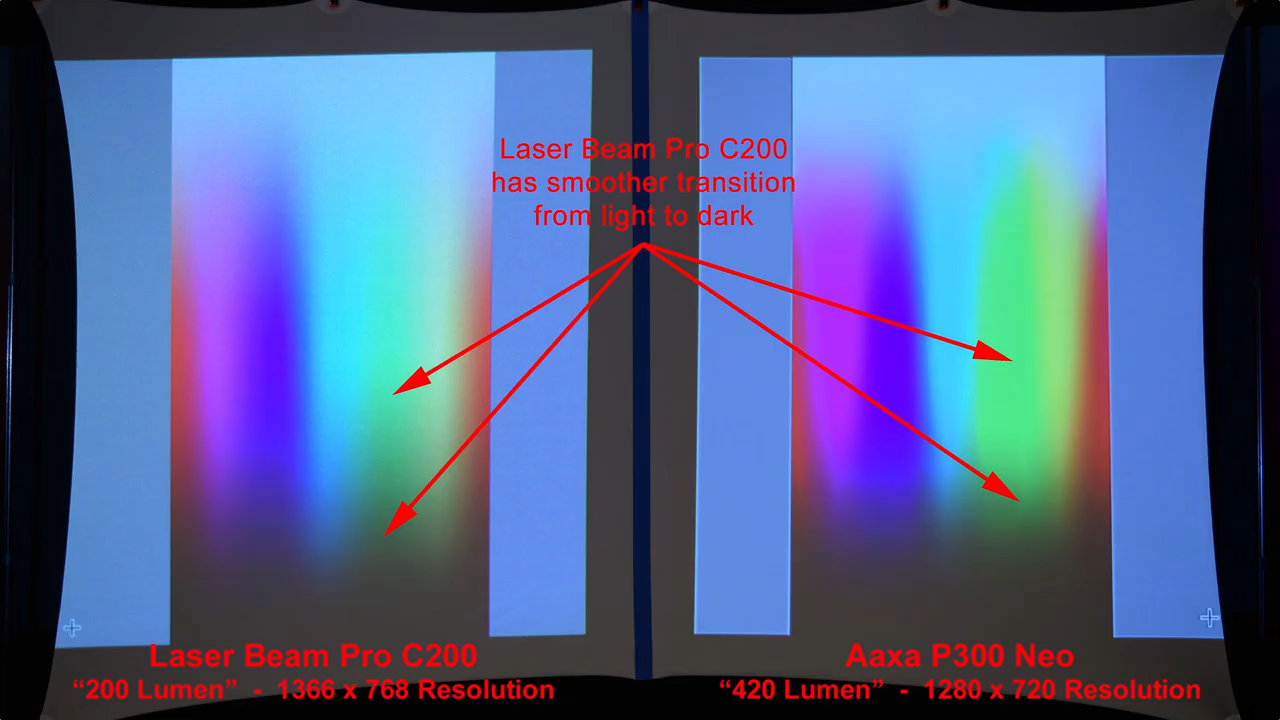 Laser Beam Pro C200
has smoother transition
from light to dark
Laser Beam Pro C200
“200 Lumen” - 1366 x 768 Resolution
Aaxa P300 Neo
“420 Lumen” - 1280 x 720 Resolution